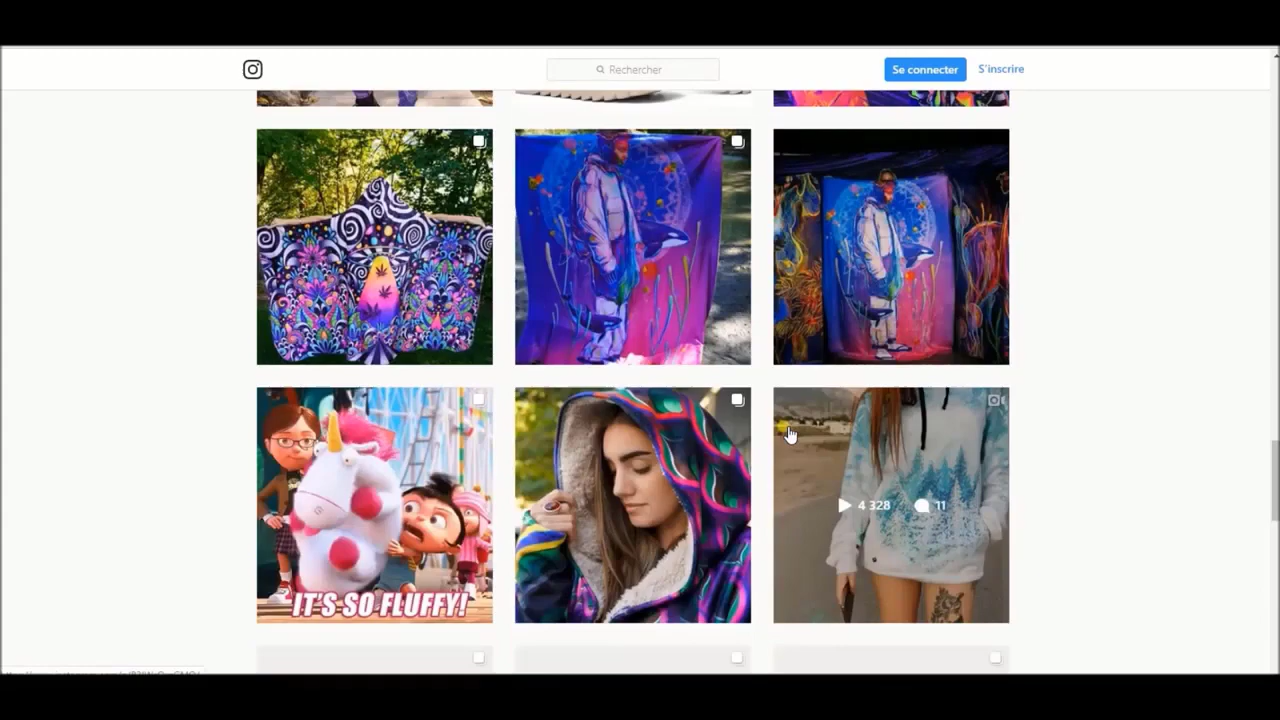 Rechercher
Se connecter
S'inscrire
4 328
11
IT'S SO FLUFFY!